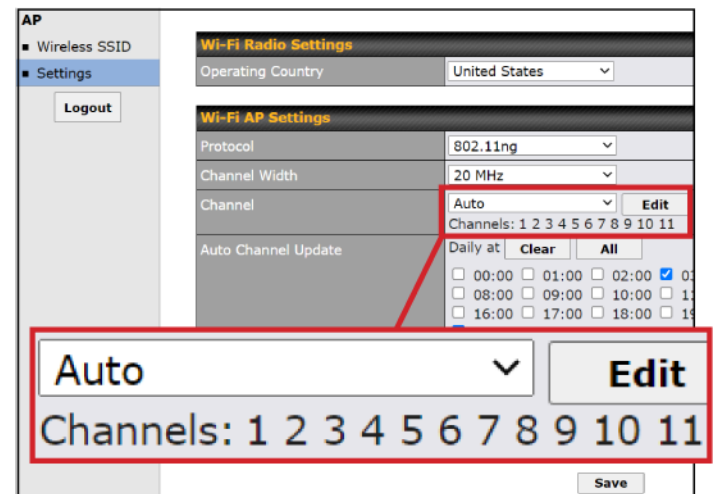 AP
Wireless SSID
Settings
Logout
Wi-Fi Radio Settings
Operating Country United States
Wi-Fi AP Settings
Protocol 802.11ng
Channel Width 20 MHz
Channel Auto Edit
Channels: 1 2 3 4 5 6 7 8 9 10 11
Auto Channel Update Daily at Clear All
00:00 01:00 02:00
08:00 09:00 10:00
16:00 17:00 18:00
Auto Edit
Channels: 1 2 3 4 5 6 7 8 9 10 11
Save